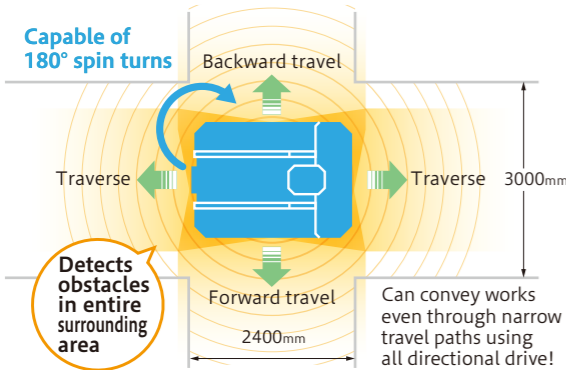 Capable of
180° spin turns
Backward travel
Traverse
Traverse
3000mm
Detects
obstacles
in entire
surrounding
area
Forward travel
2400mm
Can convey works
even through narrow
travel paths using
all directional drive!